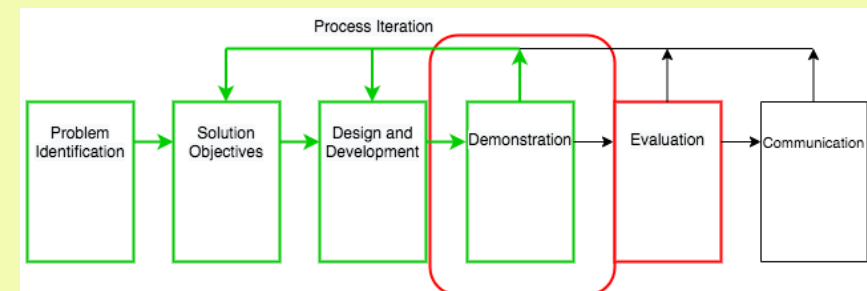 Process Iteration
Problem
Identification
Solution
Objectives
Design and
Development
Demonstration
Evaluation
Communication